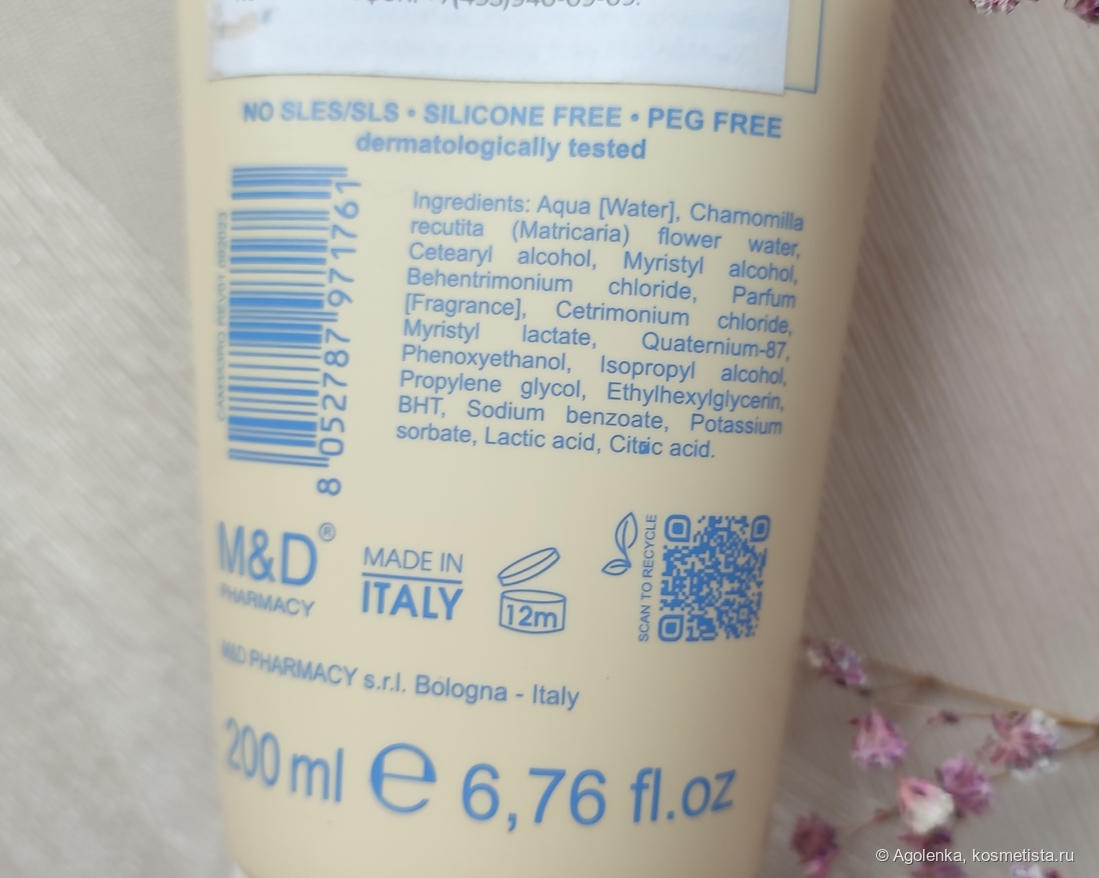 NO SLES/SLS • SILICONE FREE • PEG FREE
dermatologically tested
Ingredients: Aqua [Water], Chamomilla
recutita (Matricaria) flower water,
Cetearyl alcohol, Myristyl alcohol,
Behentrimonium chloride, Parfum
[Fragrance], Cetrimonium chloride,
Myristyl lactate, Quaternium-87,
Phenoxyethanol, Isopropyl alcohol,
Propylene glycol, Ethylhexylglycerin,
BHT, Sodium benzoate, Potassium
sorbate, Lactic acid, Citric acid.
8 052787 971761
M&D®
PHARMACY
MADE IN
ITALY
12m
SCAN TO RECYCLE
M&D PHARMACY s.r.l. Bologna - Italy
200 ml e 6,76 fl.oz
© Agolenka, kosmetista.ru